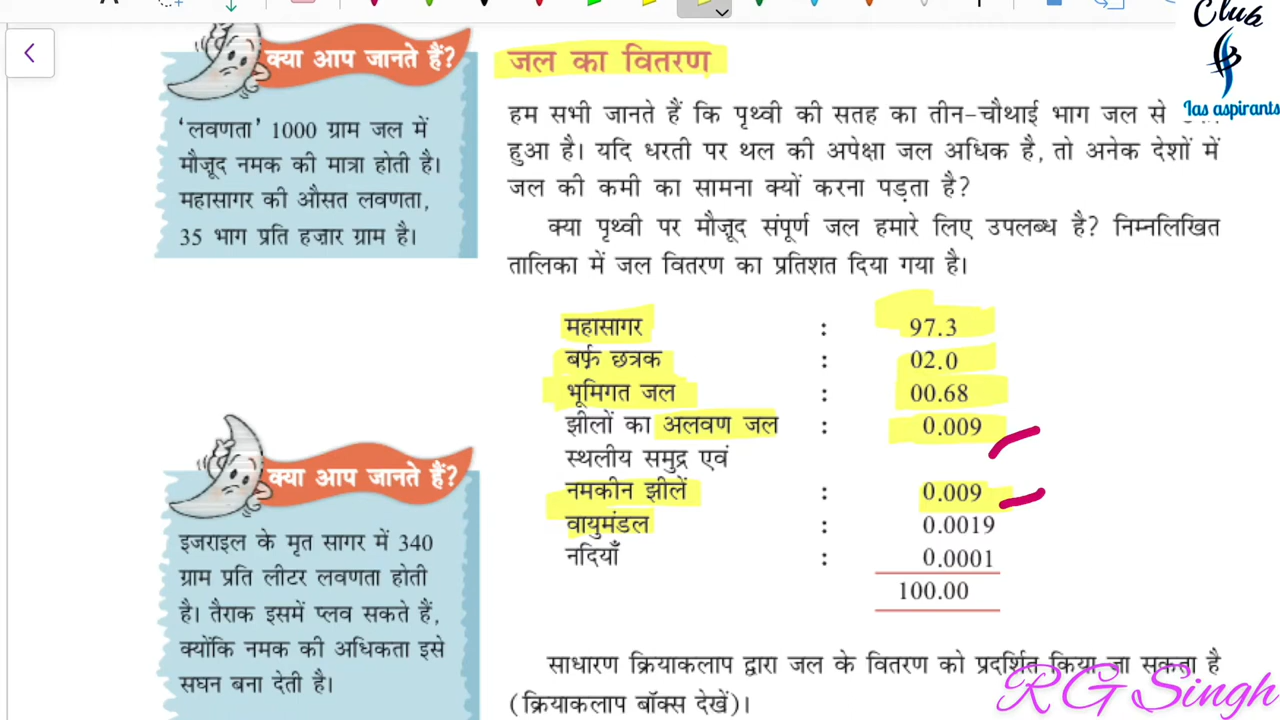 Club
Ias aspirants
क्या आप जानते हैं?
'लवणता' 1000 ग्राम जल में
मौज़ूद नमक की मात्रा होती है।
महासागर की औसत लवणता,
35 भाग प्रति हज़ार ग्राम है।
जल का वितरण
हम सभी जानते हैं कि पृथ्वी की सतह का तीन-चौथाई भाग जल से
हुआ है। यदि धरती पर थल की अपेक्षा जल अधिक है, तो अनेक देशों में
जल की कमी का सामना क्यों करना पड़ता है?
क्या पृथ्वी पर मौज़ूद संपूर्ण जल हमारे लिए उपलब्ध है? निम्नलिखित
तालिका में जल वितरण का प्रतिशत दिया गया है।
महासागर : 97.3
बर्फ छत्रक : 02.0
भूमिगत जल : 00.68
झीलों का अलवण जल : 0.009
स्थलीय समुद्र एवं
नमकीन झीलें : 0.009
वायुमंडल : 0.0019
नदियाँ : 0.0001
100.00
क्या आप जानते हैं?
इजराइल के मृत सागर में 340
ग्राम प्रति लीटर लवणता होती
है। तैराक इसमें प्लव सकते हैं,
क्योंकि नमक की अधिकता इसे
सघन बना देती है।
साधारण क्रियाकलाप द्वारा जल के वितरण को प्रदर्शित किया जा सकता है
(क्रियाकलाप बॉक्स देखें)।
RG Singh